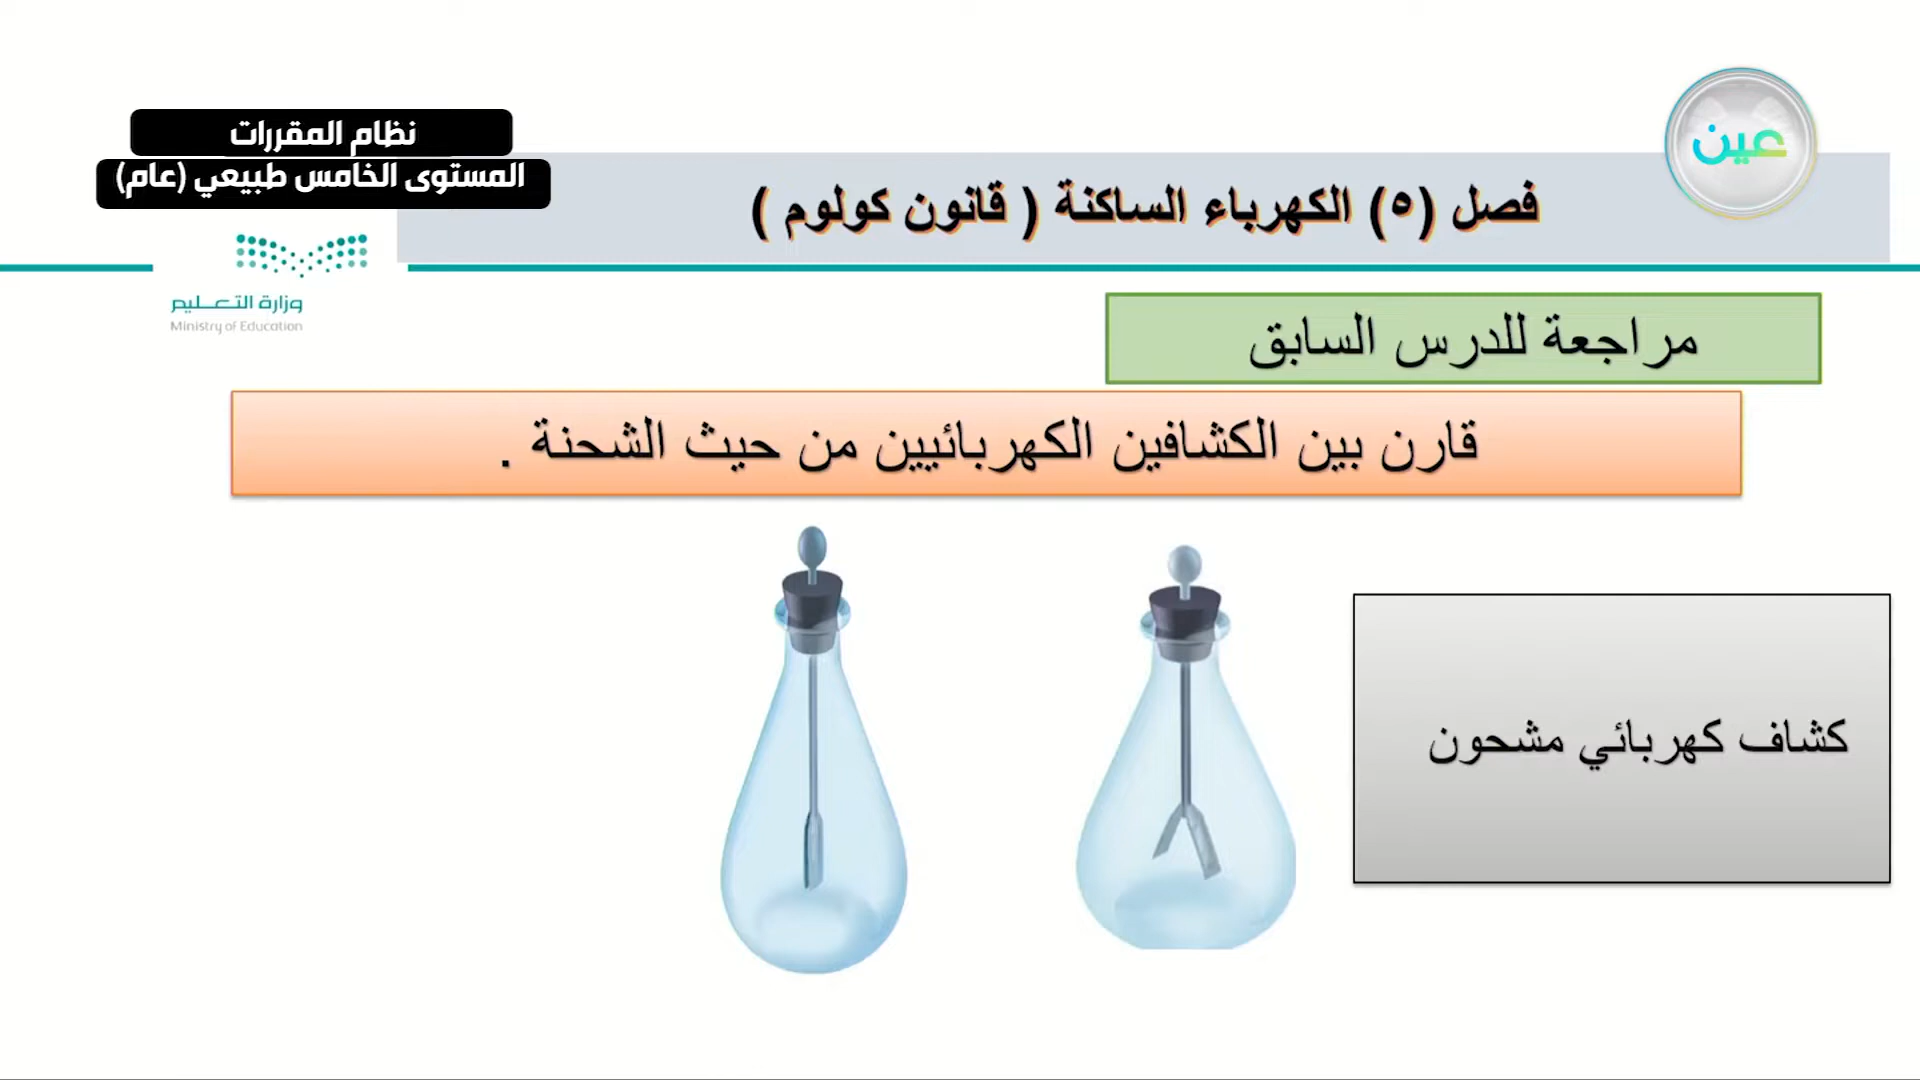 عين
نظام المقررات
المستوى الخامس طبيعي (عام)
فصل (٥) الكهرباء الساكنة ( قانون كولوم )
وزارة التعليم
Ministry of Education
مراجعة للدرس السابق
قارن بين الكشافين الكهربائيين من حيث الشحنة .
كشاف كهربائي مشحون